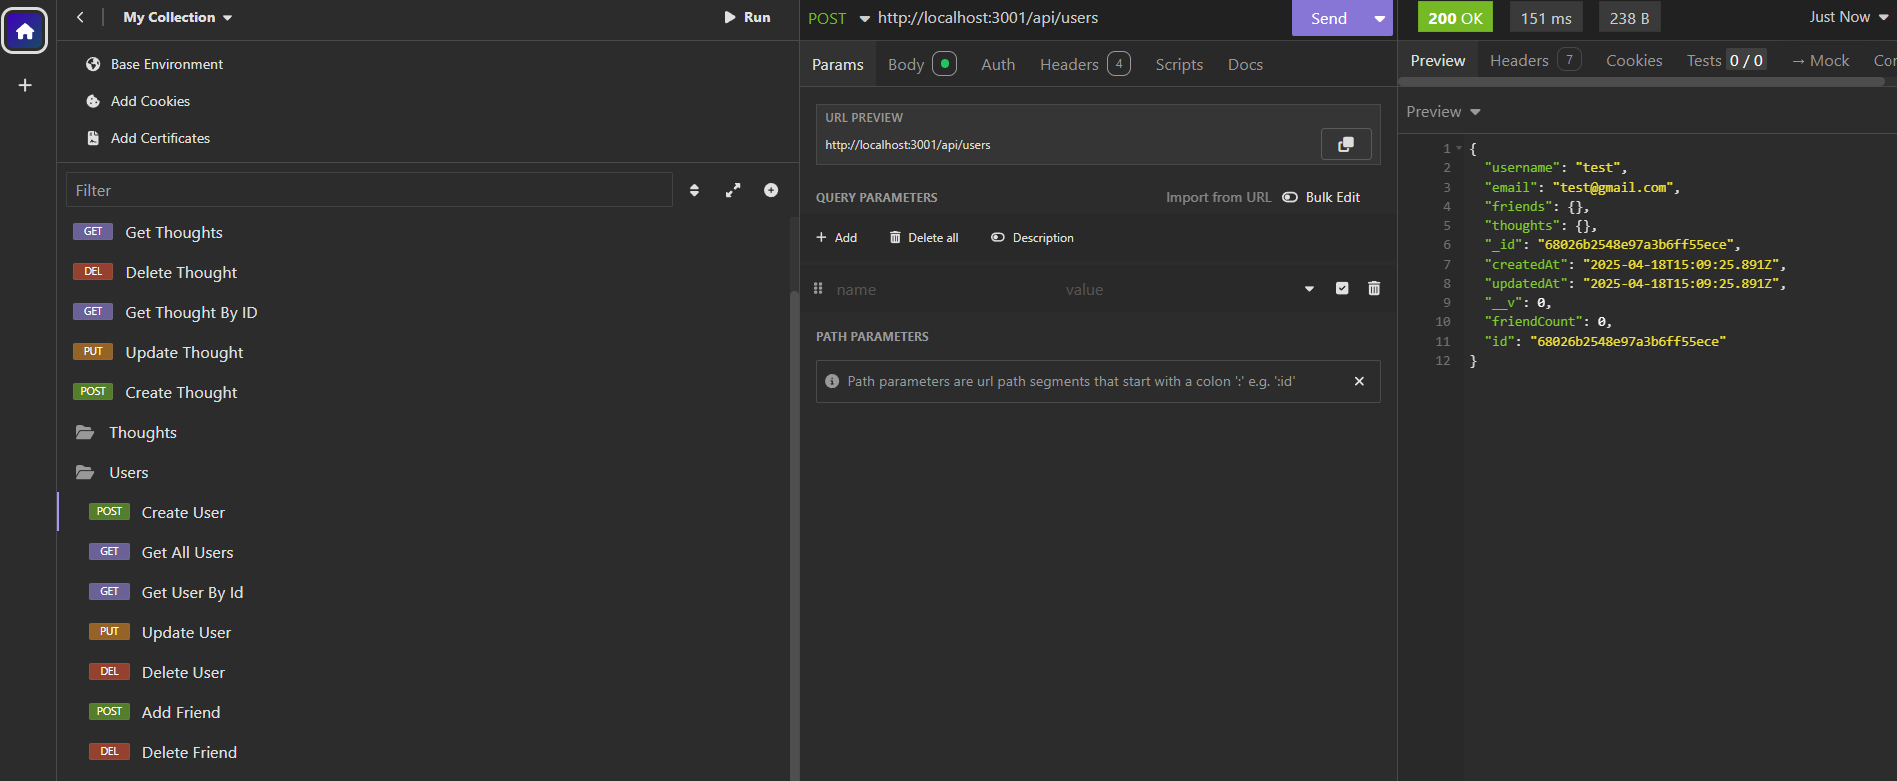 My Collection
Run
Base Environment
Add Cookies
Add Certificates
Filter
GET Get Thoughts
DEL Delete Thought
GET Get Thought By ID
PUT Update Thought
POST Create Thought
Thoughts
Users
POST Create User
GET Get All Users
GET Get User By Id
PUT Update User
DEL Delete User
POST Add Friend
DEL Delete Friend
POST http://localhost:3001/api/users Send
Params Body Auth Headers 4 Scripts Docs
URL PREVIEW
http://localhost:3001/api/users
QUERY PARAMETERS Import from URL Bulk Edit
+ Add Delete all Description
name value
PATH PARAMETERS
Path parameters are url path segments that start with a colon ':' e.g. ':id'
200 OK 151 ms 238 B Just Now
Preview Headers 7 Cookies Tests 0 / 0 → Mock Cor
Preview
1 {
2 "username": "test",
3 "email": "test@gmail.com",
4 "friends": {},
5 "thoughts": {},
6 "_id": "68026b2548e97a3b6ff55ece",
7 "createdAt": "2025-04-18T15:09:25.891Z",
8 "updatedAt": "2025-04-18T15:09:25.891Z",
9 "__v": 0,
10 "friendCount": 0,
11 "id": "68026b2548e97a3b6ff55ece"
12 }